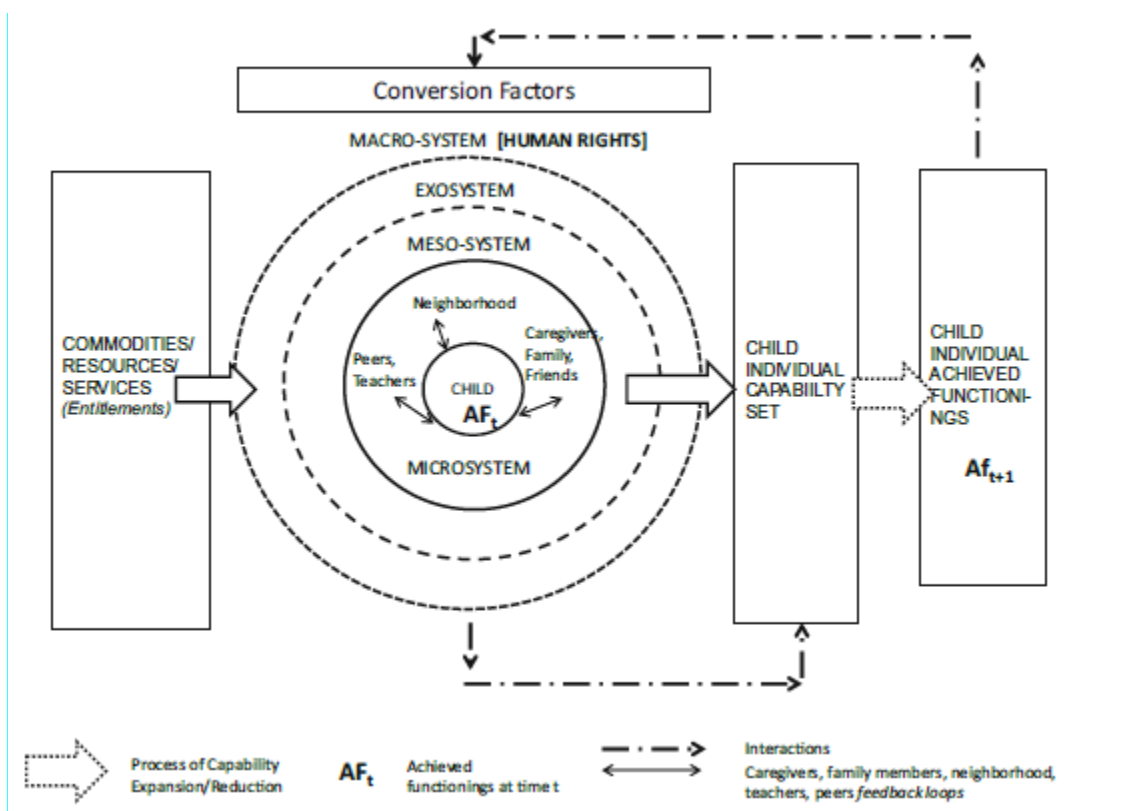 Conversion Factors
MACRO-SYSTEM [HUMAN RIGHTS]
EXOSYSTEM
MESO-SYSTEM
Neighborhood
Peers,
Teachers
Caregivers,
Family,
Friends
CHILD
AFt
MICROSYSTEM
COMMODITIES/
RESOURCES/
SERVICES
(Entitlements)
CHILD
INDIVIDUAL
CAPABIILTY
SET
CHILD
INDIVIDUAL
ACHIEVED
FUNCTIONI-
NGS
Aft+1
Process of Capability
Expansion/Reduction
AFt
Achieved
functionings at time t
Interactions
Caregivers, family members, neighborhood,
teachers, peers feedback loops